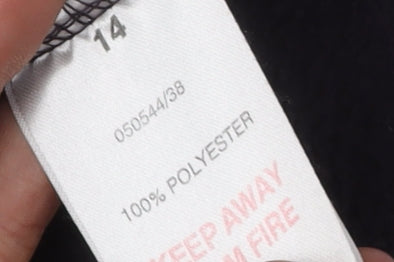 14
050544/38
100% POLYESTER
KEEP AWAY
FIRE